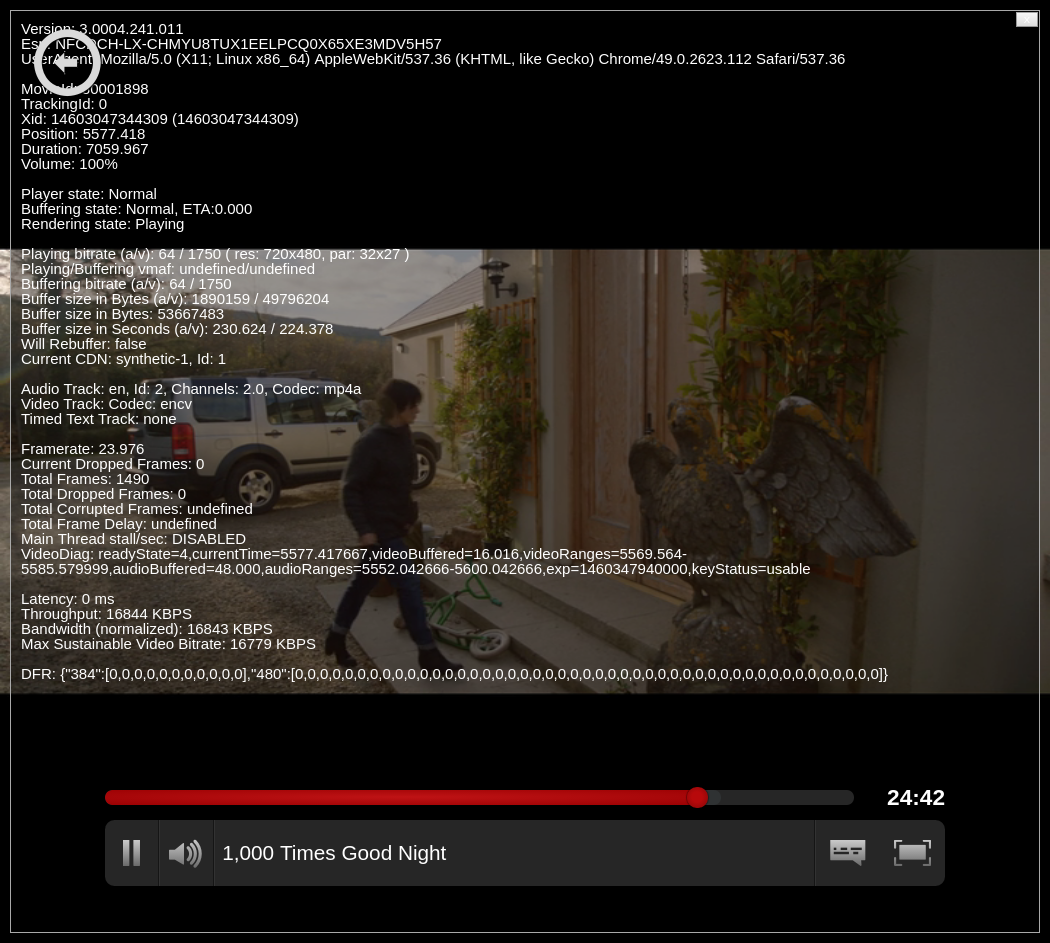 Version: 3.0004.241.011
Esn: NFCDCH-LX-CHMYU8TUX1EELPCQ0X65XE3MDV5H57
UserAgent: Mozilla/5.0 (X11; Linux x86_64) AppleWebKit/537.36 (KHTML, like Gecko) Chrome/49.0.2623.112 Safari/537.36
TrackingId: 0
Xid: 14603047344309 (14603047344309)
Position: 5577.418
Duration: 7059.967
Volume: 100%
Player state: Normal
Buffering state: Normal, ETA:0.000
Rendering state: Playing
Playing bitrate (a/v): 64 / 1750 ( res: 720x480, par: 32x27 )
Playing/Buffering vmaf: undefined/undefined
Buffering bitrate (a/v): 64 / 1750
Buffer size in Bytes (a/v): 1890159 / 49796204
Buffer size in Bytes: 53667483
Buffer size in Seconds (a/v): 230.624 / 224.378
Will Rebuffer: false
Current CDN: synthetic-1, Id: 1
Audio Track: en, Id: 2, Channels: 2.0, Codec: mp4a
Video Track: Codec: encv
Timed Text Track: none
Framerate: 23.976
Current Dropped Frames: 0
Total Frames: 1490
Total Dropped Frames: 0
Total Corrupted Frames: undefined
Total Frame Delay: undefined
Main Thread stall/sec: DISABLED
VideoDiag: readyState=4,currentTime=5577.417667,videoBuffered=16.016,videoRanges=5569.564-
5585.579999,audioBuffered=48.000,audioRanges=5552.042666-5600.042666,exp=1460347940000,keyStatus=usable
Latency: 0 ms
Throughput: 16844 KBPS
Bandwidth (normalized): 16843 KBPS
Max Sustainable Video Bitrate: 16779 KBPS
DFR: {"384":[0,0,0,0,0,0,0,0,0,0,0],"480":[0,0,0,0,0,0,0,0,0,0,0,0,0,0,0,0,0,0,0,0,0,0,0,0,0,0,0,0,0,0,0,0,0,0,0,0,0,0,0,0,0,0,0,0,0,0,0]}
24:42
1,000 Times Good Night